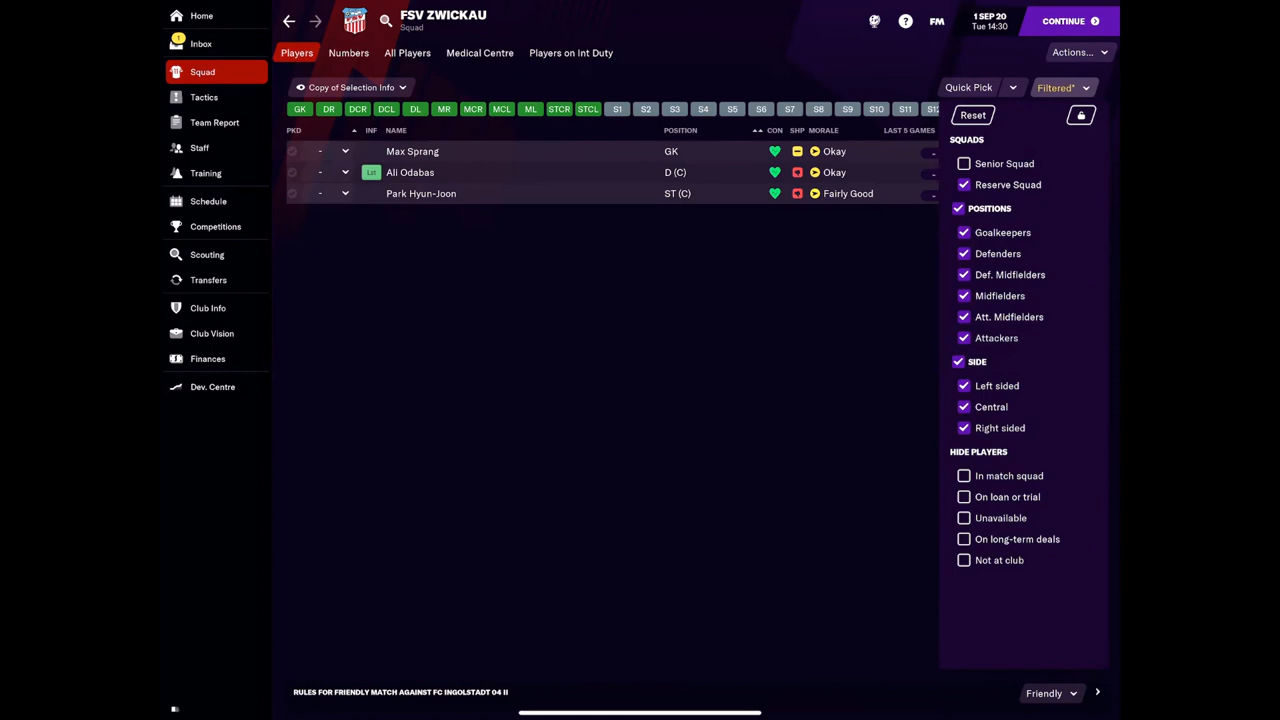 Home
FSV ZWICKAU
Squad
1 SEP 20
Tue 14:30
CONTINUE
FM
1
Inbox
Squad
Tactics
Team Report
Staff
Training
Schedule
Competitions
Scouting
Transfers
Club Info
Club Vision
Finances
Dev. Centre
Players
Numbers
All Players
Medical Centre
Players on Int Duty
Actions...
Copy of Selection Info
Quick Pick
Filtered*
GK DR DCR DCL DL MR MCR MCL ML STCR STCL S1 S2 S3 S4 S5 S6 S7 S8 S9 S10 S11 S12
PKD INF NAME POSITION CON SHP MORALE LAST 5 GAMES
- Max Sprang GK Okay -
- Lst Ali Odabas D (C) Okay -
- Park Hyun-Joon ST (C) Fairly Good -
Reset
SQUADS
Senior Squad
Reserve Squad
POSITIONS
Goalkeepers
Defenders
Def. Midfielders
Midfielders
Att. Midfielders
Attackers
SIDE
Left sided
Central
Right sided
HIDE PLAYERS
In match squad
On loan or trial
Unavailable
On long-term deals
Not at club
RULES FOR FRIENDLY MATCH AGAINST FC INGOLSTADT 04 II
Friendly